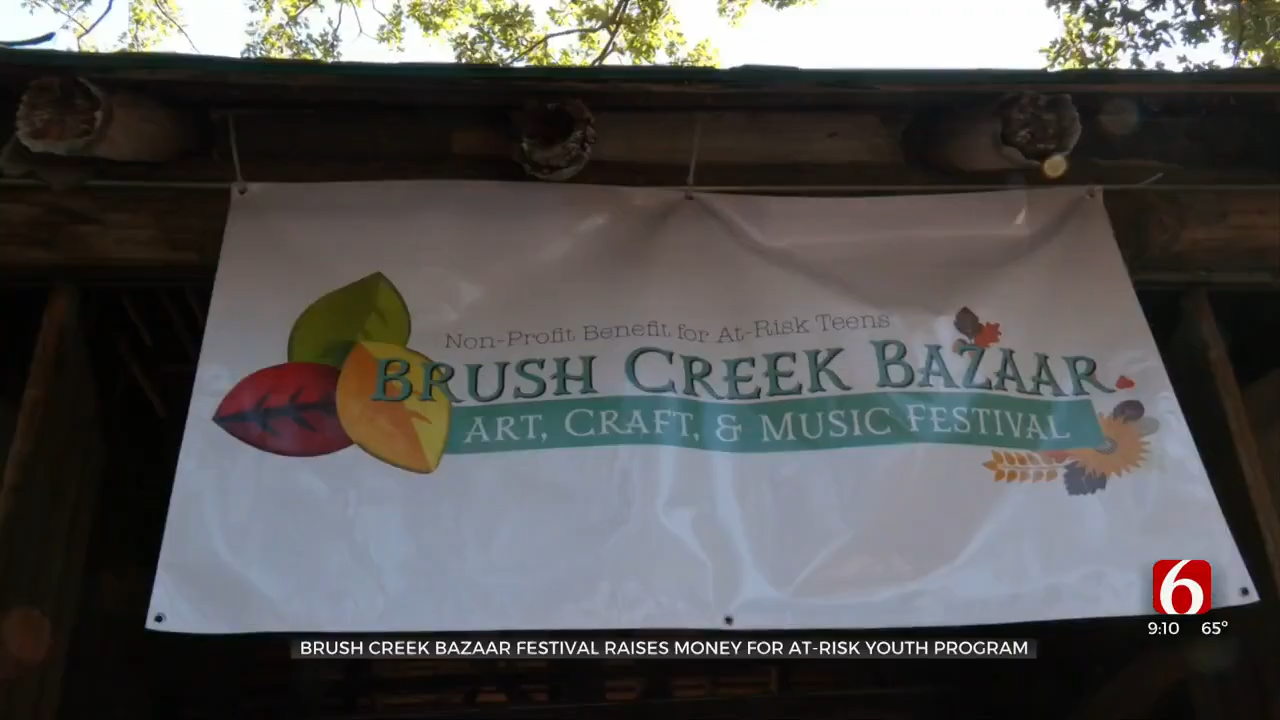 Non-Profit Benefit for At-Risk Teens
BRUSH CREEK BAZAAR
ART, CRAFT, & MUSIC FESTIVAL
6
9:10 65°
BRUSH CREEK BAZAAR FESTIVAL RAISES MONEY FOR AT-RISK YOUTH PROGRAM